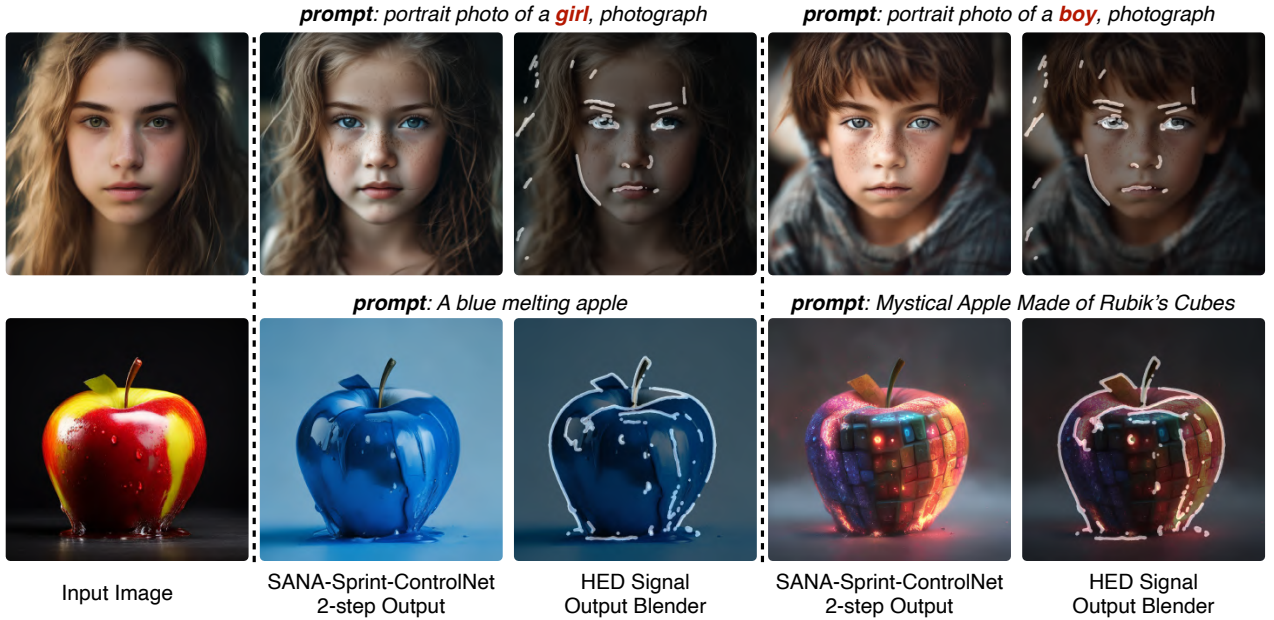 prompt: portrait photo of a girl, photograph
prompt: portrait photo of a boy, photograph
prompt: A blue melting apple
prompt: Mystical Apple Made of Rubik's Cubes
Input Image
SANA-Sprint-ControlNet
2-step Output
HED Signal
Output Blender
SANA-Sprint-ControlNet
2-step Output
HED Signal
Output Blender